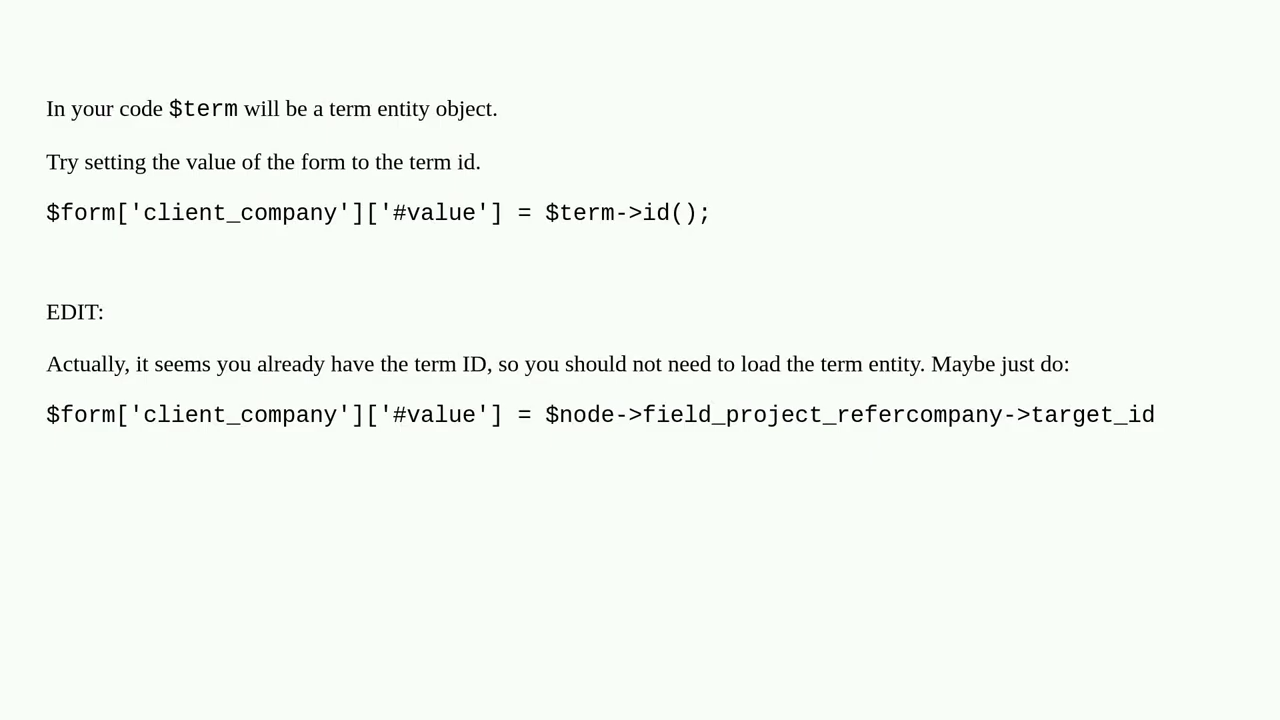 In your code $term will be a term entity object.
Try setting the value of the form to the term id.
$form['client_company']['#value'] = $term->id();
EDIT:
Actually, it seems you already have the term ID, so you should not need to load the term entity. Maybe just do:
$form['client_company']['#value'] = $node->field_project_refercompany->target_id